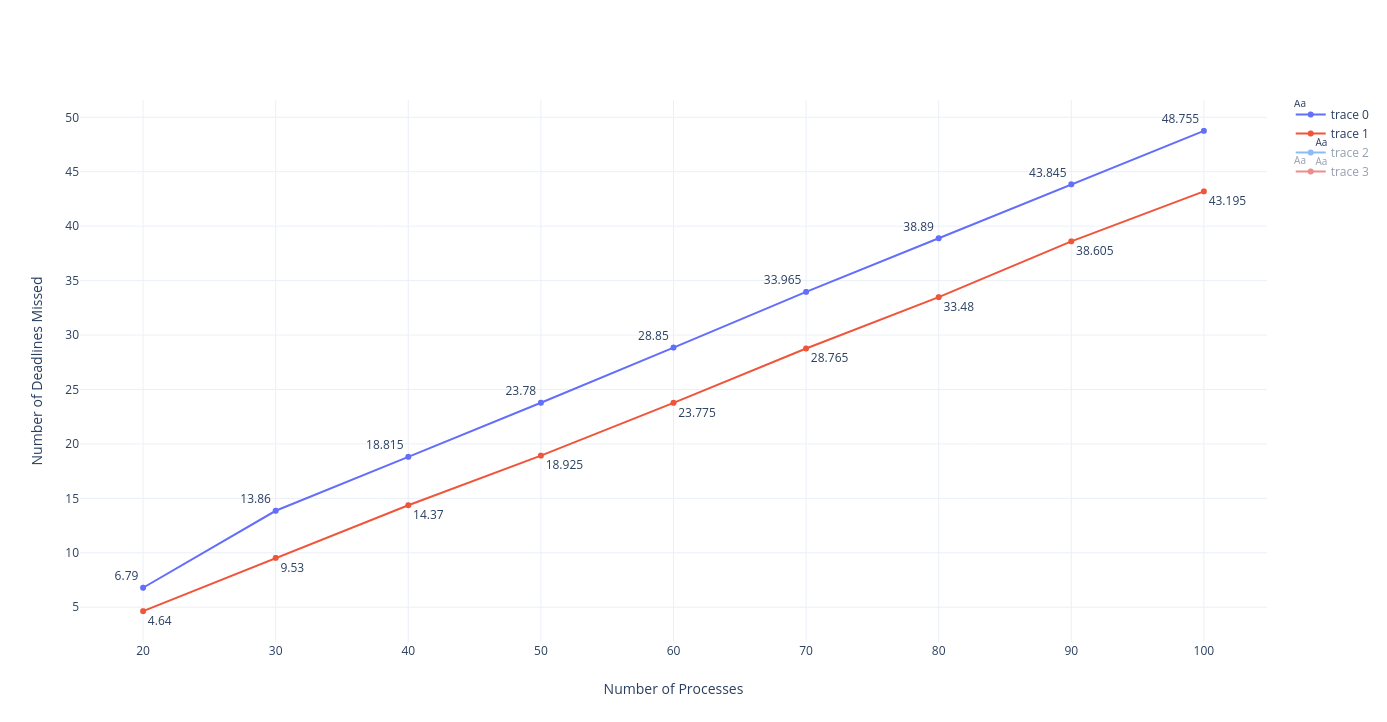 Aa
trace 0
trace 1
Aa
trace 2
Aa Aa
trace 3
50
45
40
35
30
25
20
15
10
5
Number of Deadlines Missed
6.79
13.86
18.815
23.78
28.85
33.965
38.89
43.845
48.755
4.64
9.53
14.37
18.925
23.775
28.765
33.48
38.605
43.195
20 30 40 50 60 70 80 90 100
Number of Processes